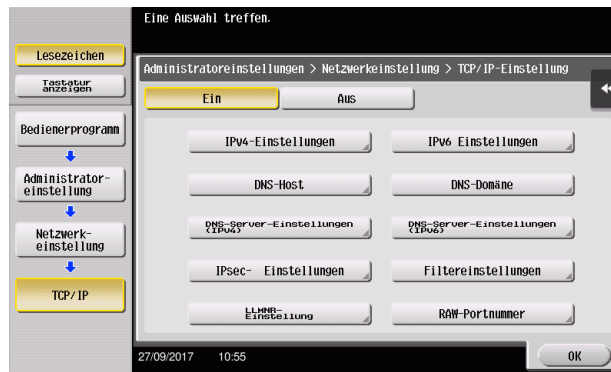 Eine Auswahl treffen.
Lesezeichen
Tastatur
anzeigen
Bedienerprogramm
Administrator-
einstellung
Netzwerk-
einstellung
TCP/IP
Administratoreinstellungen > Netzwerkeinstellung > TCP/IP-Einstellung
Ein
Aus
IPv4-Einstellungen
IPv6 Einstellungen
DNS-Host
DNS-Domäne
DNS-Server-Einstellungen
(IPv4)
DNS-Server-Einstellungen
(IPv6)
IPsec- Einstellungen
Filtereinstellungen
LLMNR-
Einstellung
RAW-Portnummer
27/09/2017 10:55
OK